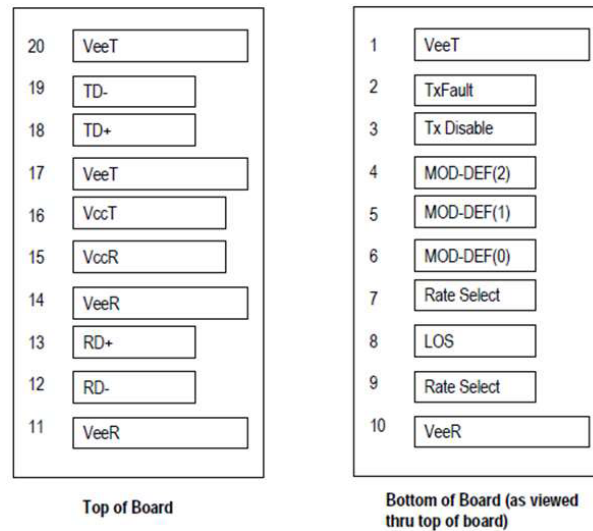 20 VeeT
19 TD-
18 TD+
17 VeeT
16 VccT
15 VccR
14 VeeR
13 RD+
12 RD-
11 VeeR
Top of Board
1 VeeT
2 TxFault
3 Tx Disable
4 MOD-DEF(2)
5 MOD-DEF(1)
6 MOD-DEF(0)
7 Rate Select
8 LOS
9 Rate Select
10 VeeR
Bottom of Board (as viewed
thru top of board)